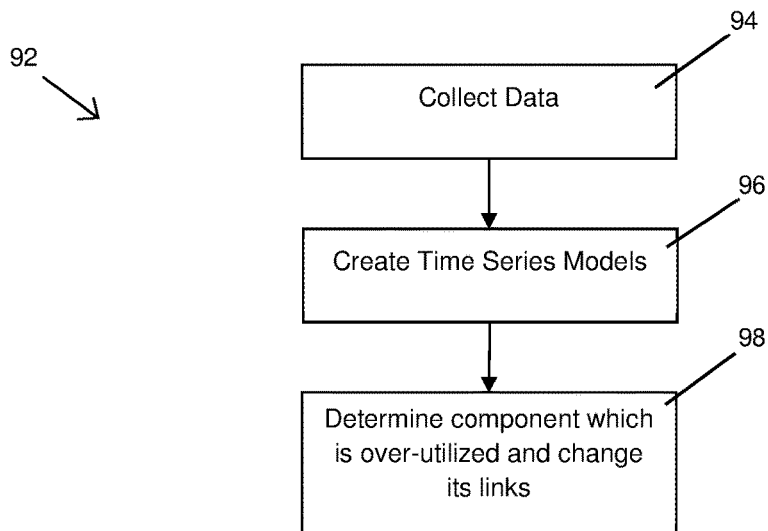 94
92
Collect Data
96
Create Time Series Models
98
Determine component which
is over-utilized and change
its links